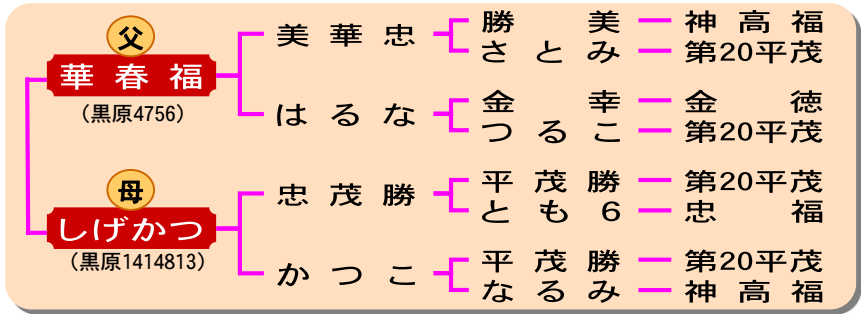 父
華春福
(黒原4756)
美華忠
勝美 神高福
さとみ 第20平茂
はるな
金幸 金徳
つるこ 第20平茂
母
しげかつ
(黒原1414813)
忠茂勝
平茂勝 第20平茂
とも6 忠福
かつこ
平茂勝 第20平茂
なるみ 神高福